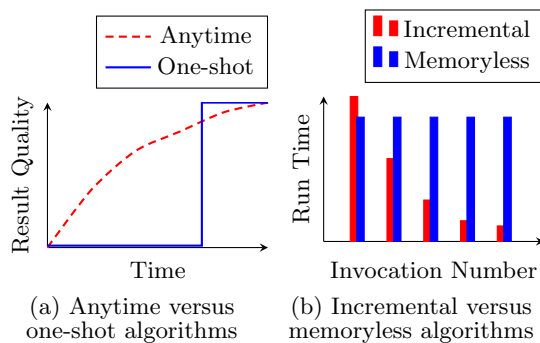 Anytime
One-shot
Result Quality
Time
(a) Anytime versus
one-shot algorithms
Incremental
Memoryless
Run Time
Invocation Number
(b) Incremental versus
memoryless algorithms